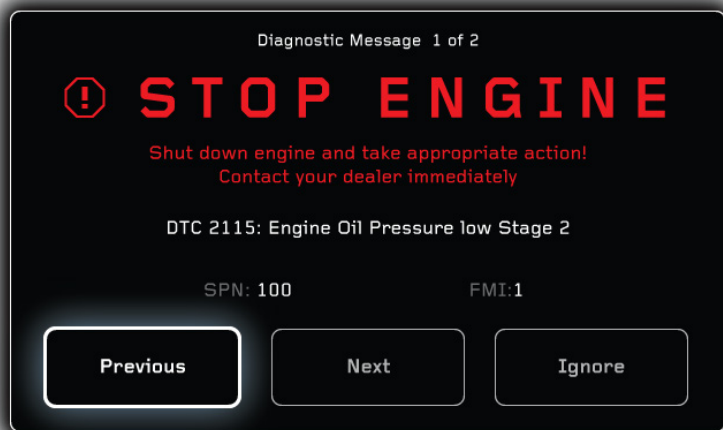 Diagnostic Message 1 of 2
STOP ENGINE
Shut down engine and take appropriate action!
Contact your dealer immediately
DTC 2115: Engine Oil Pressure low Stage 2
SPN: 100 FMI:1
Previous Next Ignore